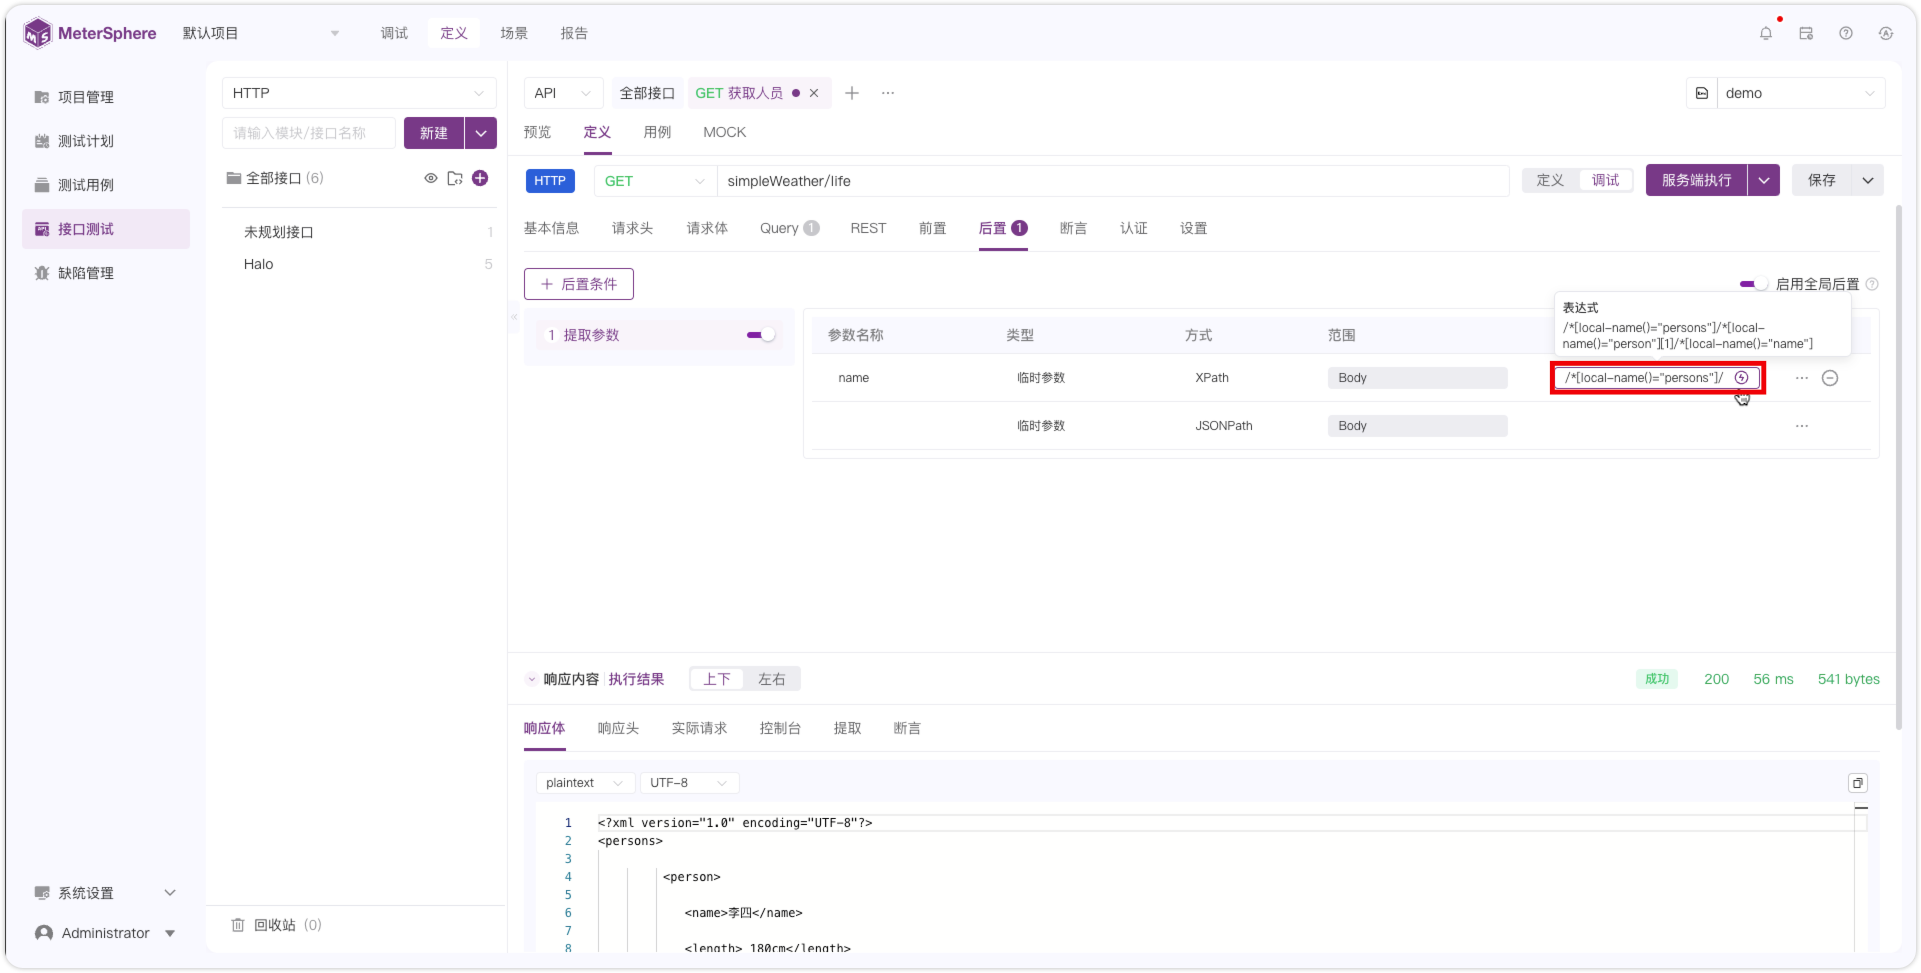 MeterSphere
默认项目
调试
定义
场景
报告
项目管理
测试计划
测试用例
接口测试
缺陷管理
系统设置
Administrator
HTTP
请输入模块/接口名称
新建
全部接口 (6)
未规划接口 1
Halo 5
回收站 (0)
API
全部接口
GET 获取人员
demo
预览
定义
用例
MOCK
HTTP
GET
simpleWeather/life
定义
调试
服务端执行
保存
基本信息
请求头
请求体
Query 1
REST
前置
后置 1
断言
认证
设置
后置条件
启用全局后置
1 提取参数
表达式
/*[local-name()="persons"]/*[local-
name()="person"][1]/*[local-name()="name"]
参数名称 类型 方式 范围
name 临时参数 XPath Body /*[local-name()="persons"]/
临时参数 JSONPath Body
响应内容 执行结果
上下
左右
成功
200
56 ms
541 bytes
响应体
响应头
实际请求
控制台
提取
断言
plaintext
UTF-8
1 <?xml version="1.0" encoding="UTF-8"?>
2 <persons>
3
4 <person>
5
6 <name>李四</name>
7
8 <length> 180cm</length>